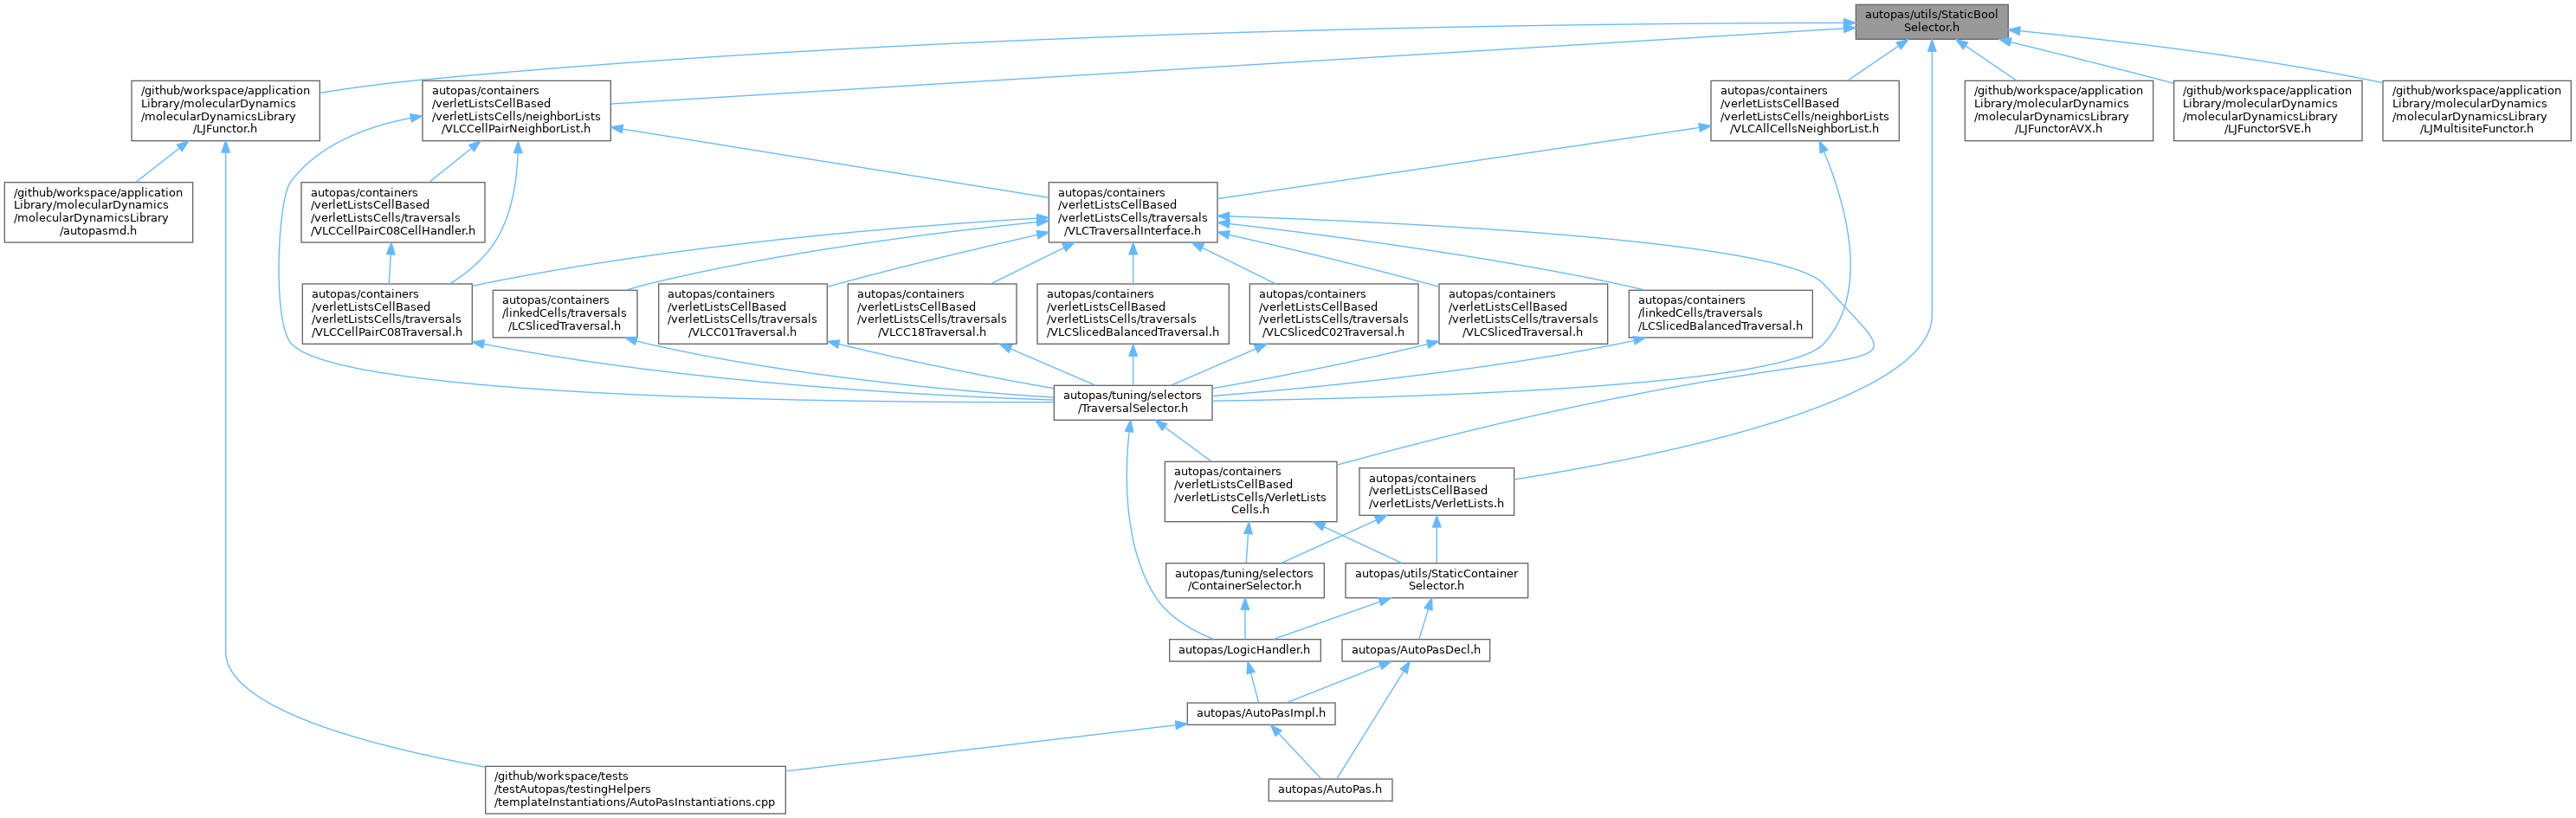 autopas/utils/StaticBool
Selector.h
/github/workspace/application
Library/molecularDynamics
/molecularDynamicsLibrary
/LJFunctor.h
autopas/containers
/verletListsCellBased
/verletListsCells/neighborLists
/VLCCellPairNeighborList.h
autopas/containers
/verletListsCellBased
/verletListsCells/neighborLists
/VLCAllCellsNeighborList.h
/github/workspace/application
Library/molecularDynamics
/molecularDynamicsLibrary
/LJFunctorAVX.h
/github/workspace/application
Library/molecularDynamics
/molecularDynamicsLibrary
/LJFunctorSVE.h
/github/workspace/application
Library/molecularDynamics
/molecularDynamicsLibrary
/LJMultisiteFunctor.h
/github/workspace/application
Library/molecularDynamics
/molecularDynamicsLibrary
/autopasmd.h
autopas/containers
/verletListsCellBased
/verletListsCells/traversals
/VLCCellPairC08CellHandler.h
autopas/containers
/verletListsCellBased
/verletListsCells/traversals
/VLCTraversalInterface.h
autopas/containers
/verletListsCellBased
/verletListsCells/traversals
/VLCCellPairC08Traversal.h
autopas/containers
/linkedCells/traversals
/LCSlicedTraversal.h
autopas/containers
/verletListsCellBased
/verletListsCells/traversals
/VLCC01Traversal.h
autopas/containers
/verletListsCellBased
/verletListsCells/traversals
/VLCC18Traversal.h
autopas/containers
/verletListsCellBased
/verletListsCells/traversals
/VLCSlicedBalancedTraversal.h
autopas/containers
/verletListsCellBased
/verletListsCells/traversals
/VLCSlicedC02Traversal.h
autopas/containers
/verletListsCellBased
/verletListsCells/traversals
/VLCSlicedTraversal.h
autopas/containers
/linkedCells/traversals
/LCSlicedBalancedTraversal.h
autopas/tuning/selectors
/TraversalSelector.h
autopas/containers
/verletListsCellBased
/verletListsCells/VerletLists
Cells.h
autopas/containers
/verletListsCellBased
/verletLists/VerletLists.h
autopas/tuning/selectors
/ContainerSelector.h
autopas/utils/StaticContainer
Selector.h
autopas/LogicHandler.h
autopas/AutoPasDecl.h
autopas/AutoPasImpl.h
/github/workspace/tests
/testAutopas/testingHelpers
/templateInstantiations/AutoPasInstantiations.cpp
autopas/AutoPas.h